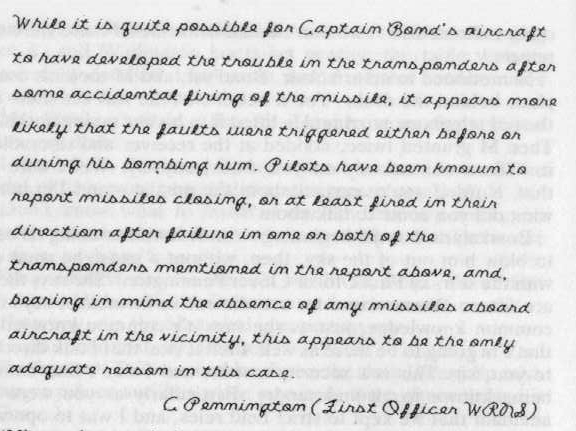 While it is quite possible for Captain Bond's aircraft
to have developed the trouble in the transponders after
some accidental firing of the missile, it appears more
likely that the faults were triggered either before or
during his bombing run. Pilots have been known to
report missiles closing, or at least fired in their
direction after failure in one or both of the
transponders mentioned in the report above, and,
bearing in mind the absence of any missiles aboard
aircraft in the vicinity, this appears to be the only
adequate reason in this case.
C. Pennington (First Officer WRNS)